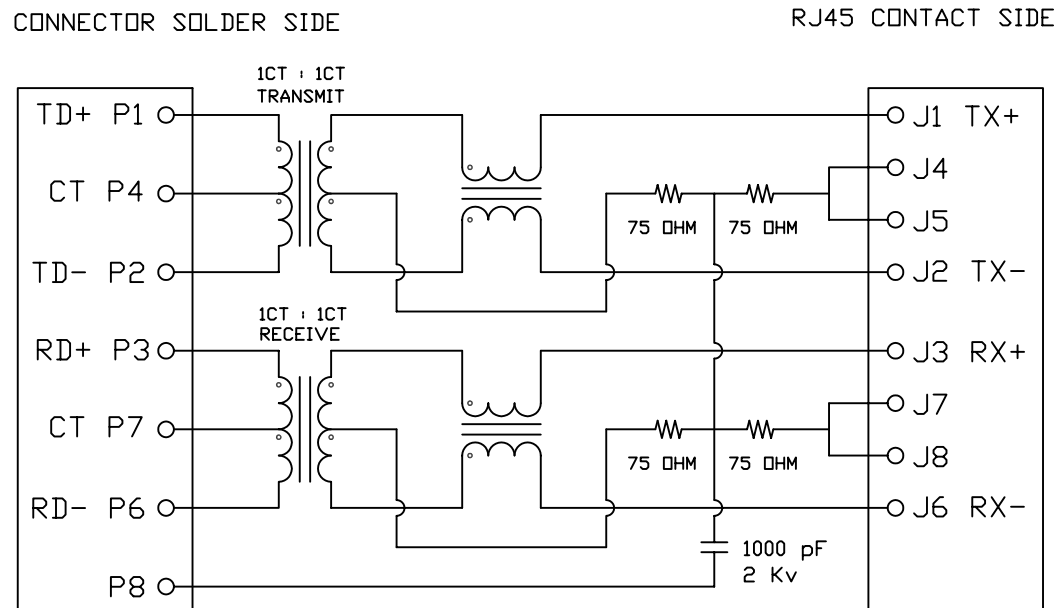 CONNECTOR SOLDER SIDE
RJ45 CONTACT SIDE
1CT : 1CT
TRANSMIT
TD+ P1
J1 TX+
J4
CT P4
75 OHM
75 OHM
J5
TD- P2
J2 TX-
1CT : 1CT
RECEIVE
RD+ P3
J3 RX+
J7
CT P7
75 OHM
75 OHM
J8
RD- P6
J6 RX-
1000 pF
2 Kv
P8